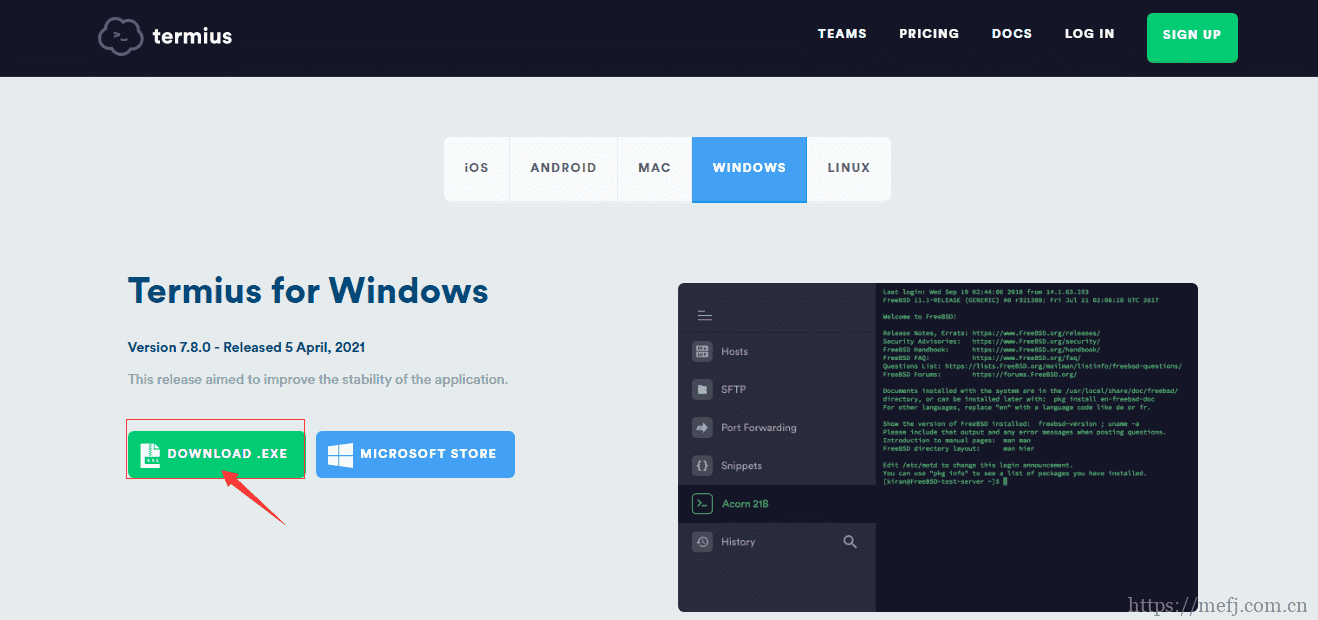 termius
TEAMS PRICING DOCS LOG IN SIGN UP
iOS ANDROID MAC WINDOWS LINUX
Termius for Windows
Version 7.8.0 - Released 5 April, 2021
This release aimed to improve the stability of the application.
DOWNLOAD .EXE MICROSOFT STORE
Hosts
SFTP
Port Forwarding
Snippets
Acorn 21B
History
Last login: Wed Sep 19 02:44:06 2018 from 14.1.63.253
FreeBSD 11.1-RELEASE (GENERIC) #0 r321309: Fri Jul 21 02:08:28 UTC 2017
Welcome to FreeBSD!
Release Notes, Errata: https://www.FreeBSD.org/releases/
Security Advisories: https://www.FreeBSD.org/security/
FreeBSD Handbook: https://www.FreeBSD.org/handbook/
FreeBSD FAQ: https://www.FreeBSD.org/faq/
Questions List: https://lists.FreeBSD.org/mailman/listinfo/freebsd-questions/
FreeBSD Forums: https://forums.FreeBSD.org/
Documents installed with the system are in the /usr/local/share/doc/freebsd/
directory, or can be installed later with: pkg install en-freebsd-doc
For other languages, replace "en" with a language code like de or fr.
Show the version of FreeBSD installed: freebsd-version ; uname -a
Please include that output and any error messages when posting questions.
Introduction to manual pages: man man
FreeBSD directory layout: man hier
Edit /etc/motd to change this login announcement.
You can use "pkg info" to see a list of packages you have installed.
[kiran@FreeBSD-test-server ~]$
https://mefj.com.cn